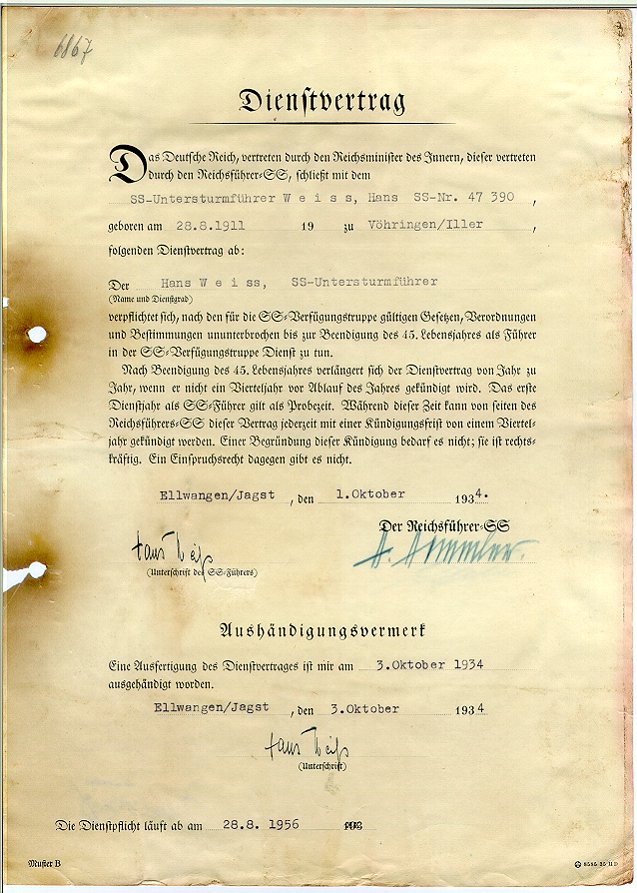 6867
Dienstvertrag
Das Deutsche Reich, vertreten durch den Reichsminister des Innern, dieser vertreten
durch den Reichsführer-SS, schließt mit dem
SS-Untersturmführer W e i s s, Hans SS-Nr. 47 390 ,
geboren am 28.8.1911 19 zu Vöhringen/Iller ,
folgenden Dienstvertrag ab:
Der Hans W e i ss, SS-Untersturmführer
(Name und Dienstgrad)
verpflichtet sich, nach den für die SS-Verfügungstruppe gültigen Gesetzen, Verordnungen
und Bestimmungen ununterbrochen bis zur Beendigung des 45. Lebensjahres als Führer
in der SS-Verfügungstruppe Dienst zu tun.
Nach Beendigung des 45. Lebensjahres verlängert sich der Dienstvertrag von Jahr zu
Jahr, wenn er nicht ein Vierteljahr vor Ablauf des Jahres gekündigt wird. Das erste
Dienstjahr als SS-Führer gilt als Probezeit. Während dieser Zeit kann von seiten des
Reichsführers-SS dieser Vertrag jederzeit mit einer Kündigungsfrist von einem Viertel-
jahr gekündigt werden. Einer Begründung dieser Kündigung bedarf es nicht; sie ist rechts-
kräftig. Ein Einspruchsrecht dagegen gibt es nicht.
Ellwangen/Jagst , den 1.Oktober 1934.
Der Reichsführer-SS
Hans Weiß H. Himmler.
(Unterschrift des SS-Führers)
Aushändigungsvermerk
Eine Ausfertigung des Dienstvertrages ist mir am 3.Oktober 1934
ausgehändigt worden.
Ellwangen/Jagst , den 3.Oktober 1934
Hans Weiß
(Unterschrift)
Die Dienstpflicht läuft ab am 28.8. 1956
Muster B